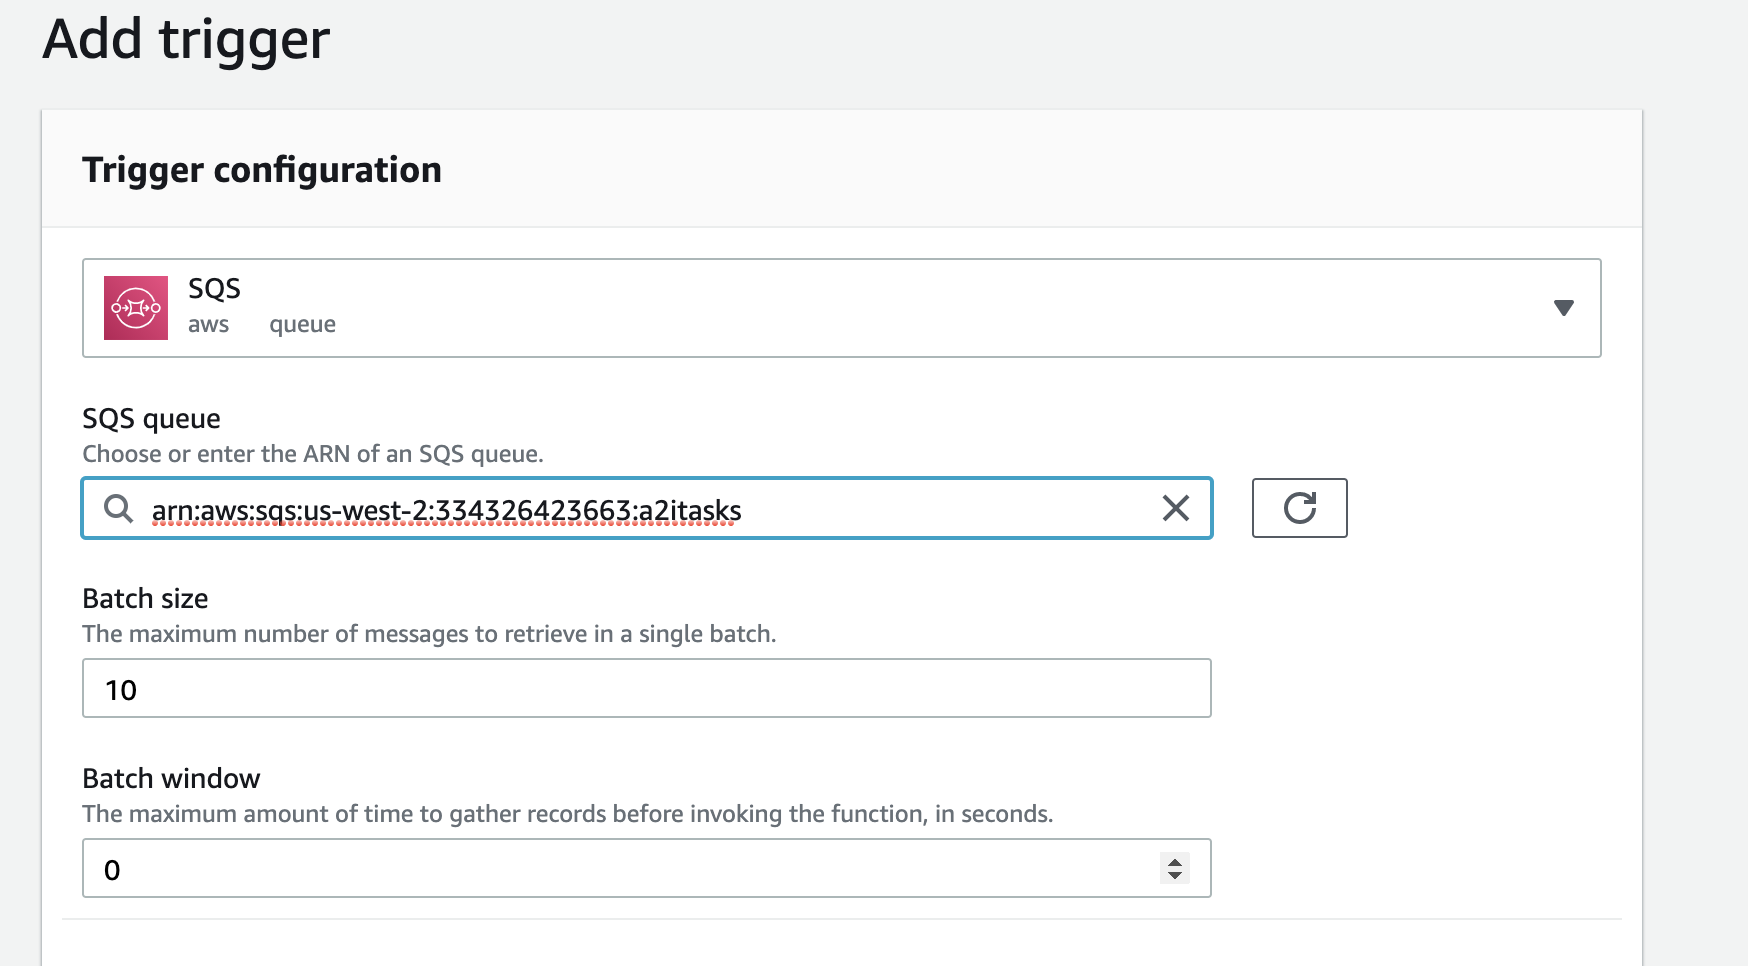 Add trigger
Trigger configuration
SQS
aws queue
SQS queue
Choose or enter the ARN of an SQS queue.
arn:aws:sqs:us-west-2:334326423663:a2itasks
Batch size
The maximum number of messages to retrieve in a single batch.
10
Batch window
The maximum amount of time to gather records before invoking the function, in seconds.
0